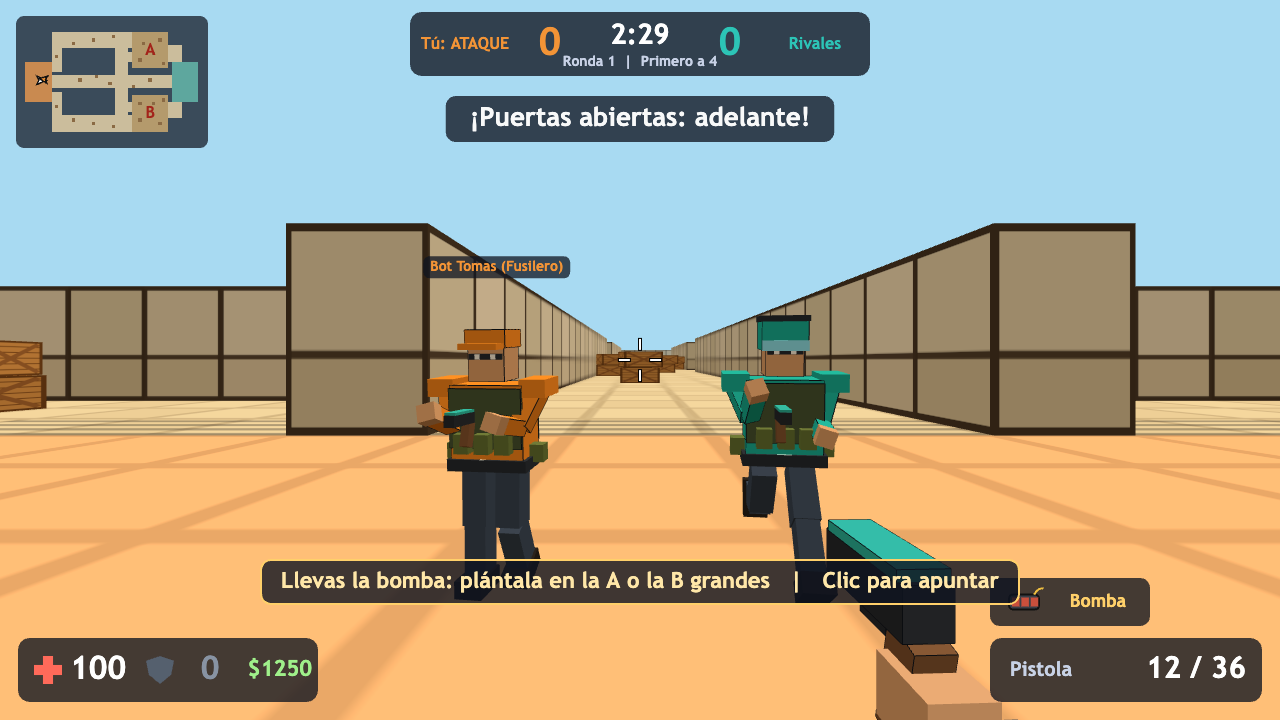 A
B
Tú: ATAQUE 0 2:29 0 Rivales
Ronda 1 | Primero a 4
¡Puertas abiertas: adelante!
Bot Tomas (Fusilero)
Llevas la bomba: plántala en la A o la B grandes | Clic para apuntar
Bomba
100 0 $1250
Pistola 12 / 36